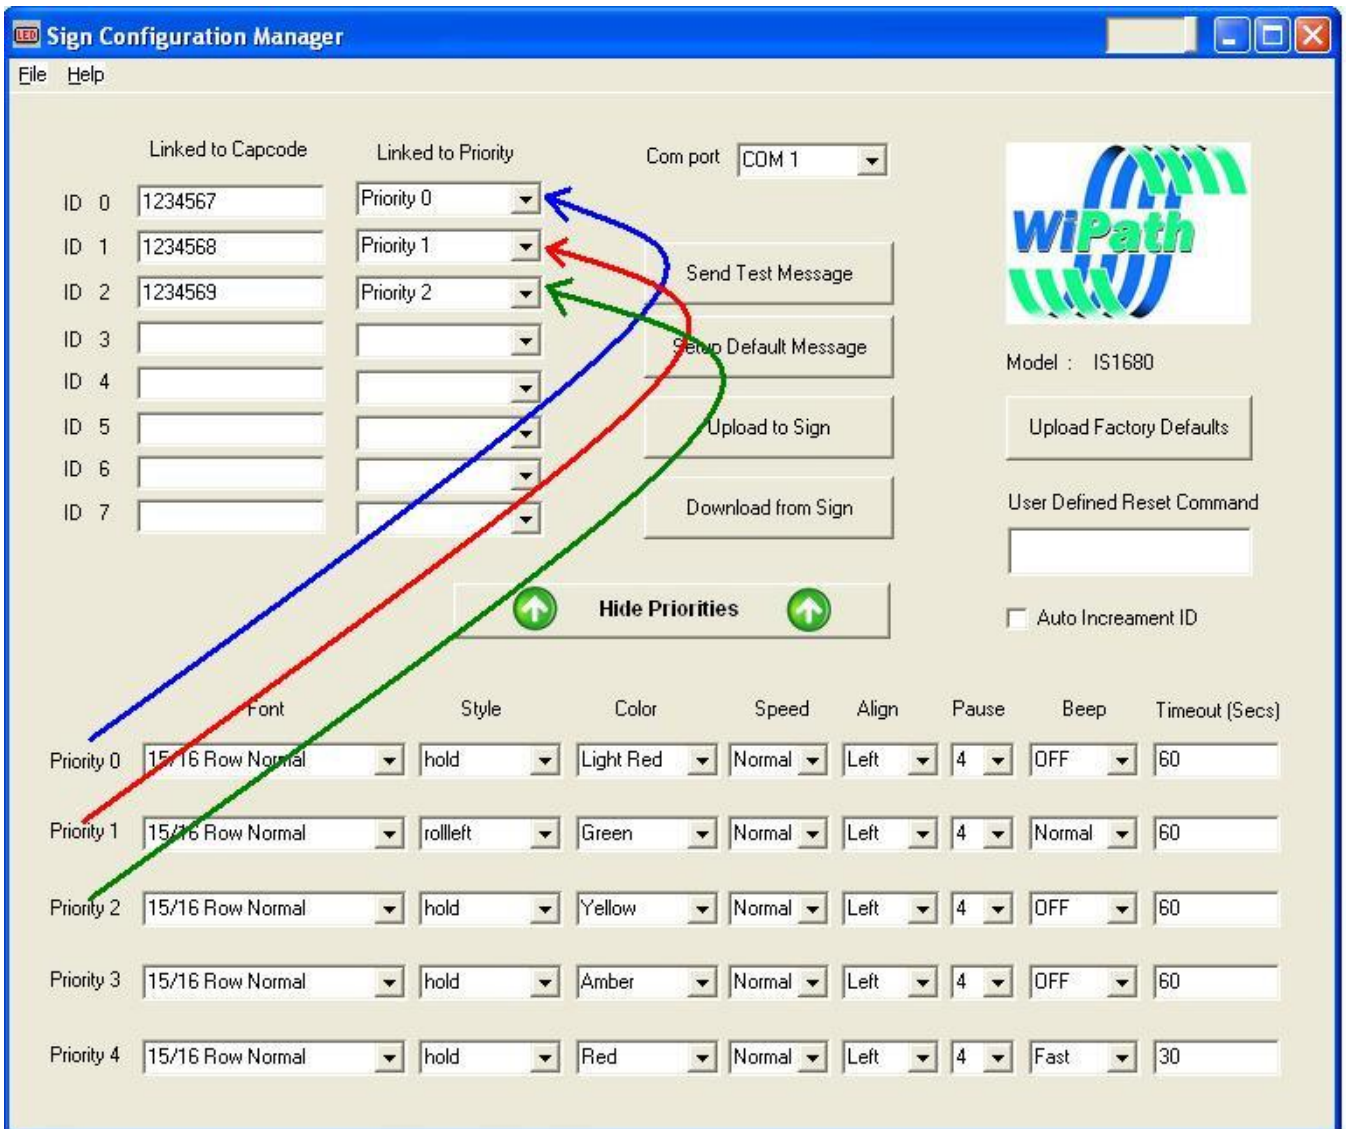 LED Sign Configuration Manager
File Help
Linked to Capcode Linked to Priority Com port COM 1
ID 0 1234567 Priority 0
ID 1 1234568 Priority 1
ID 2 1234569 Priority 2
ID 3
ID 4
ID 5
ID 6
ID 7
Send Test Message
Setup Default Message
Upload to Sign
Download from Sign
WiPath
Model : IS1680
Upload Factory Defaults
User Defined Reset Command
Auto Increament ID
Hide Priorities
Font Style Color Speed Align Pause Beep Timeout (Secs)
Priority 0 15/16 Row Normal hold Light Red Normal Left 4 OFF 60
Priority 1 15/16 Row Normal rollleft Green Normal Left 4 Normal 60
Priority 2 15/16 Row Normal hold Yellow Normal Left 4 OFF 60
Priority 3 15/16 Row Normal hold Amber Normal Left 4 OFF 60
Priority 4 15/16 Row Normal hold Red Normal Left 4 Fast 30